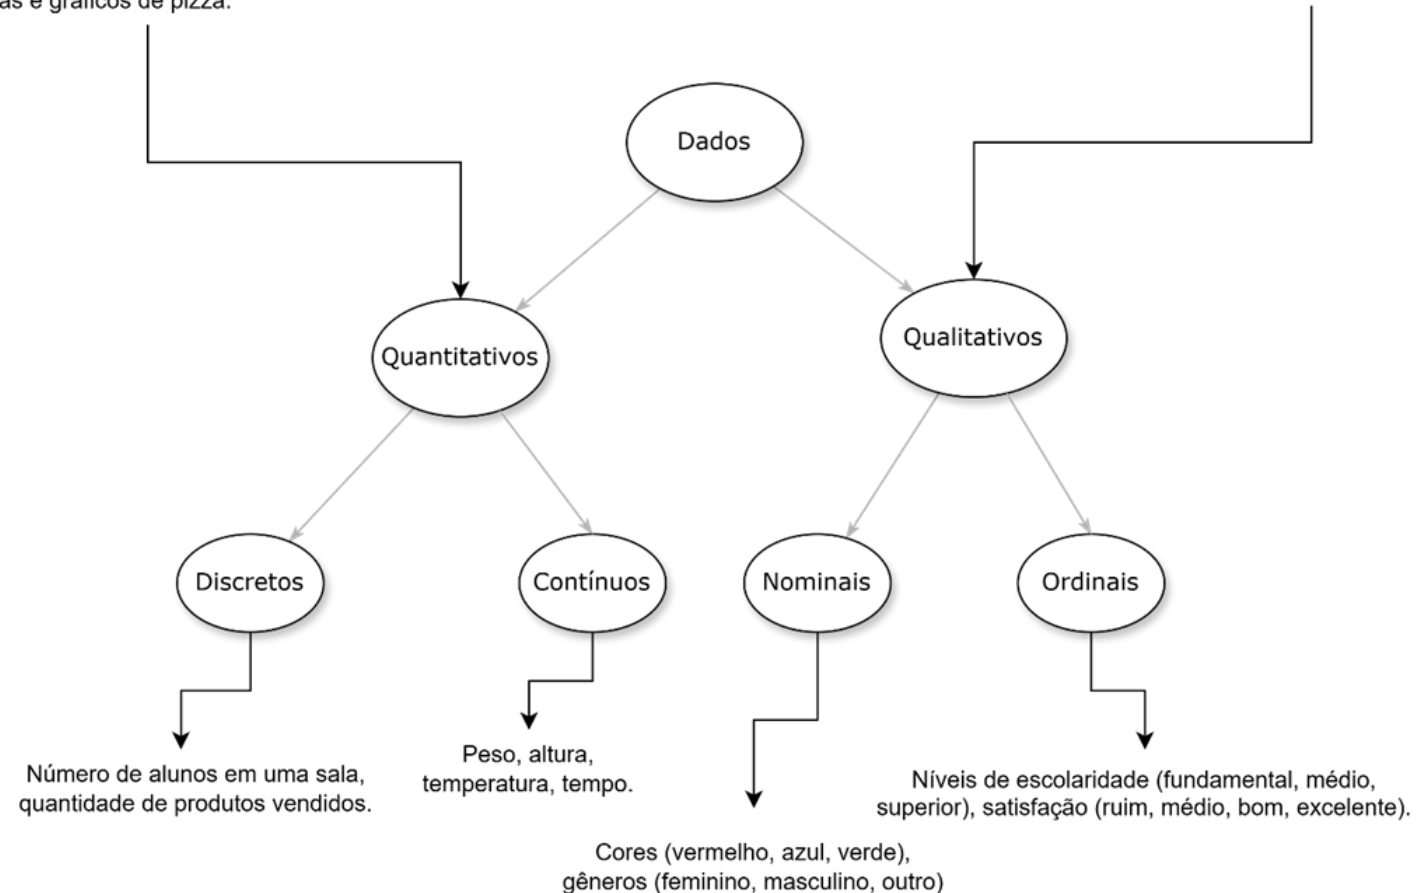 e gráficos de pizza.
Dados
Qualitativos
Quantitativos
Discretos
Contínuos
Nominais
Ordinais
Número de alunos em uma sala,
quantidade de produtos vendidos.
Peso, altura,
temperatura, tempo.
Cores (vermelho, azul, verde),
gêneros (feminino, masculino, outro)
Níveis de escolaridade (fundamental, médio,
superior), satisfação (ruim, médio, bom, excelente).